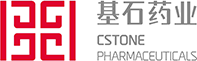 基石药业
CSTONE
PHARMACEUTICALS